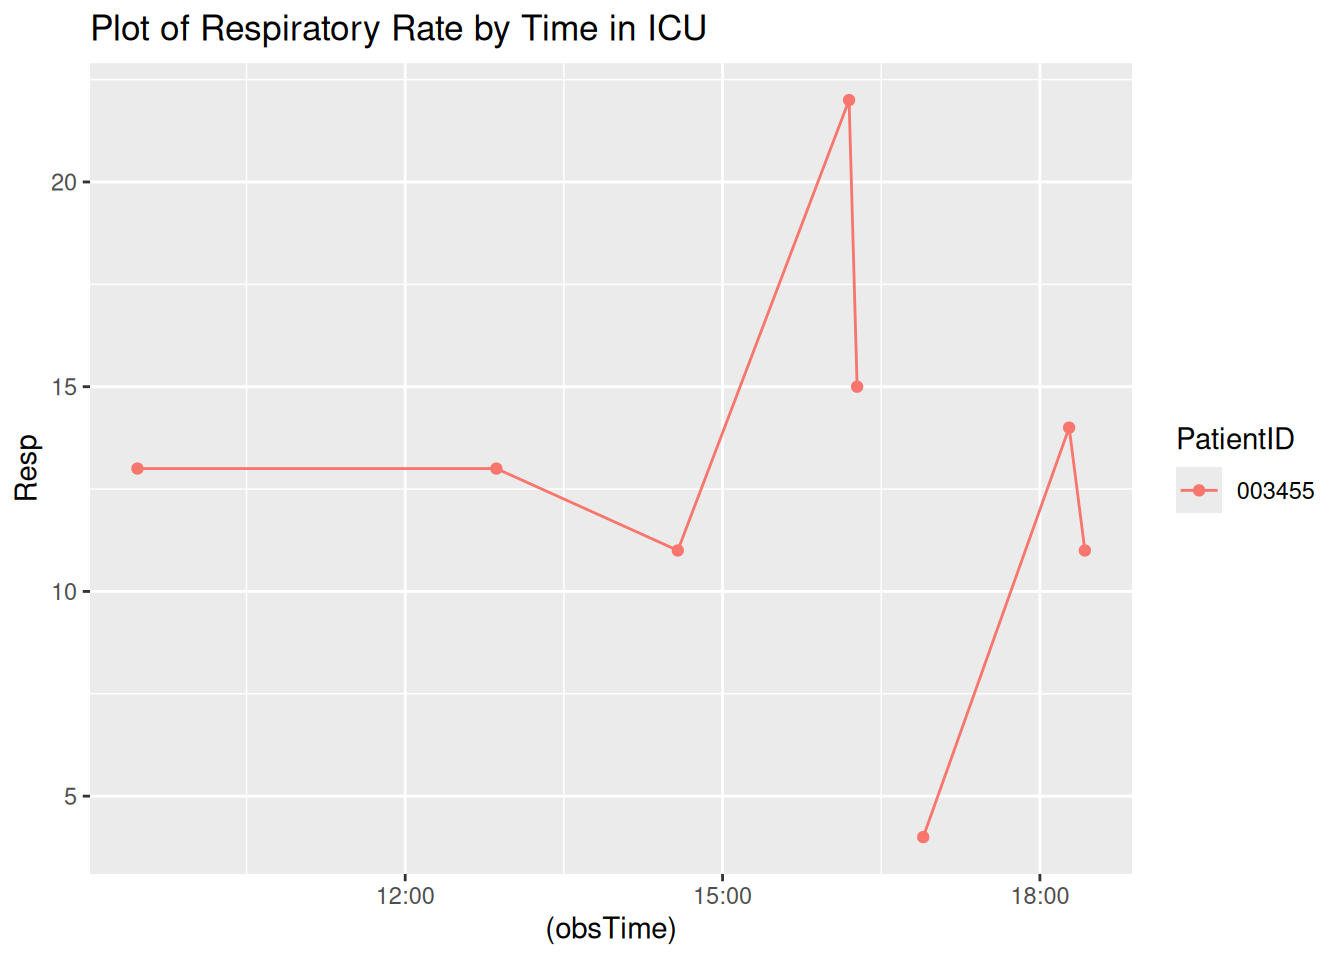 Plot of Respiratory Rate by Time in ICU
Resp
20
15
10
5
12:00 15:00 18:00
(obsTime)
PatientID
003455